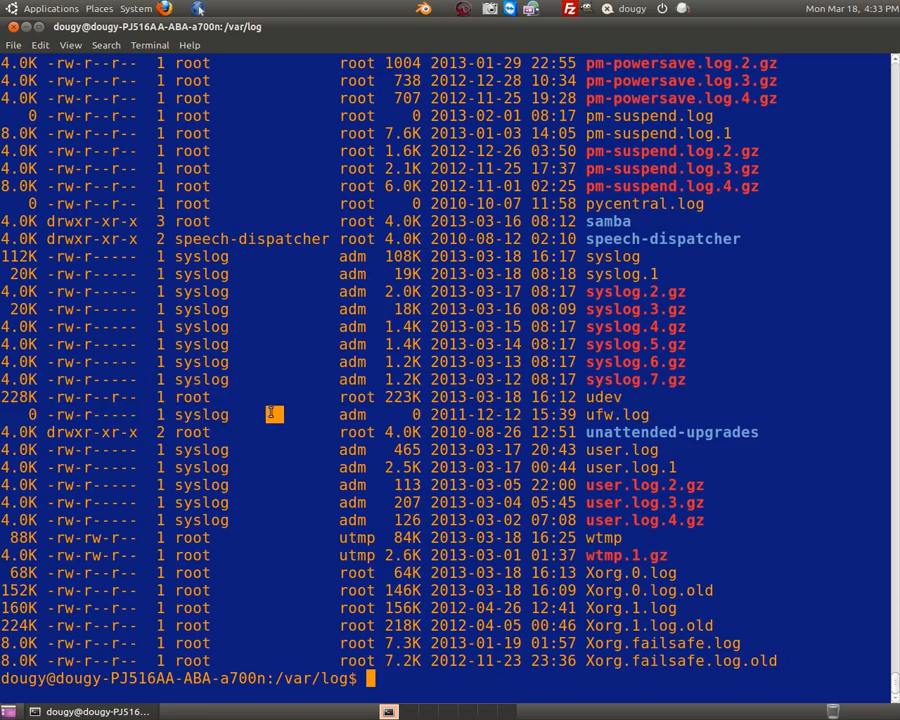 Applications Places System dougy Mon Mar 18, 4:33 PM
dougy@dougy-PJ516AA-ABA-a700n: /var/log
File Edit View Search Terminal Help
4.0K -rw-r--r-- 1 root root 1004 2013-01-29 22:55 pm-powersave.log.2.gz
4.0K -rw-r--r-- 1 root root 738 2012-12-28 10:34 pm-powersave.log.3.gz
4.0K -rw-r--r-- 1 root root 707 2012-11-25 19:28 pm-powersave.log.4.gz
0 -rw-r--r-- 1 root root 0 2013-02-01 08:17 pm-suspend.log
8.0K -rw-r--r-- 1 root root 7.6K 2013-01-03 14:05 pm-suspend.log.1
4.0K -rw-r--r-- 1 root root 1.6K 2012-12-26 03:50 pm-suspend.log.2.gz
4.0K -rw-r--r-- 1 root root 2.1K 2012-11-25 17:37 pm-suspend.log.3.gz
8.0K -rw-r--r-- 1 root root 6.0K 2012-11-01 02:25 pm-suspend.log.4.gz
0 -rw-r--r-- 1 root root 0 2010-10-07 11:58 pycentral.log
4.0K drwxr-xr-x 3 root root 4.0K 2013-03-16 08:12 samba
4.0K drwxr-xr-x 2 speech-dispatcher root 4.0K 2010-08-12 02:10 speech-dispatcher
112K -rw-r----- 1 syslog adm 108K 2013-03-18 16:17 syslog
20K -rw-r----- 1 syslog adm 19K 2013-03-18 08:18 syslog.1
4.0K -rw-r----- 1 syslog adm 2.0K 2013-03-17 08:17 syslog.2.gz
20K -rw-r----- 1 syslog adm 18K 2013-03-16 08:09 syslog.3.gz
4.0K -rw-r----- 1 syslog adm 1.4K 2013-03-15 08:17 syslog.4.gz
4.0K -rw-r----- 1 syslog adm 1.4K 2013-03-14 08:17 syslog.5.gz
4.0K -rw-r----- 1 syslog adm 1.2K 2013-03-13 08:17 syslog.6.gz
4.0K -rw-r----- 1 syslog adm 1.2K 2013-03-12 08:17 syslog.7.gz
228K -rw-r--r-- 1 root root 223K 2013-03-18 16:12 udev
0 -rw-r----- 1 syslog adm 0 2011-12-12 15:39 ufw.log
4.0K drwxr-xr-x 2 root root 4.0K 2010-08-26 12:51 unattended-upgrades
4.0K -rw-r----- 1 syslog adm 465 2013-03-17 20:43 user.log
4.0K -rw-r----- 1 syslog adm 2.5K 2013-03-17 00:44 user.log.1
4.0K -rw-r----- 1 syslog adm 113 2013-03-05 22:00 user.log.2.gz
4.0K -rw-r----- 1 syslog adm 207 2013-03-04 05:45 user.log.3.gz
4.0K -rw-r----- 1 syslog adm 126 2013-03-02 07:08 user.log.4.gz
88K -rw-rw-r-- 1 root utmp 84K 2013-03-18 16:25 wtmp
4.0K -rw-rw-r-- 1 root utmp 2.6K 2013-03-01 01:37 wtmp.1.gz
68K -rw-r--r-- 1 root root 64K 2013-03-18 16:13 Xorg.0.log
152K -rw-r--r-- 1 root root 146K 2013-03-18 16:09 Xorg.0.log.old
160K -rw-r--r-- 1 root root 156K 2012-04-26 12:41 Xorg.1.log
224K -rw-r--r-- 1 root root 218K 2012-04-05 00:46 Xorg.1.log.old
8.0K -rw-r--r-- 1 root root 7.3K 2013-01-19 01:57 Xorg.failsafe.log
8.0K -rw-r--r-- 1 root root 7.2K 2012-11-23 23:36 Xorg.failsafe.log.old
dougy@dougy-PJ516AA-ABA-a700n:/var/log$
dougy@dougy-PJ516...